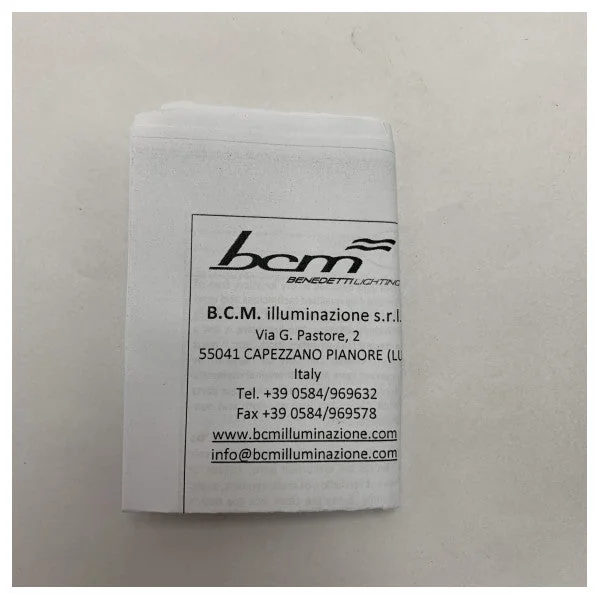 bcm
BENEDETTI LIGHTING
B.C.M. illuminazione s.r.l.
Via G. Pastore, 2
55041 CAPEZZANO PIANORE (LU
Italy
Tel. +39 0584/969632
Fax +39 0584/969578
www.bcmilluminazione.com
info@bcmilluminazione.com